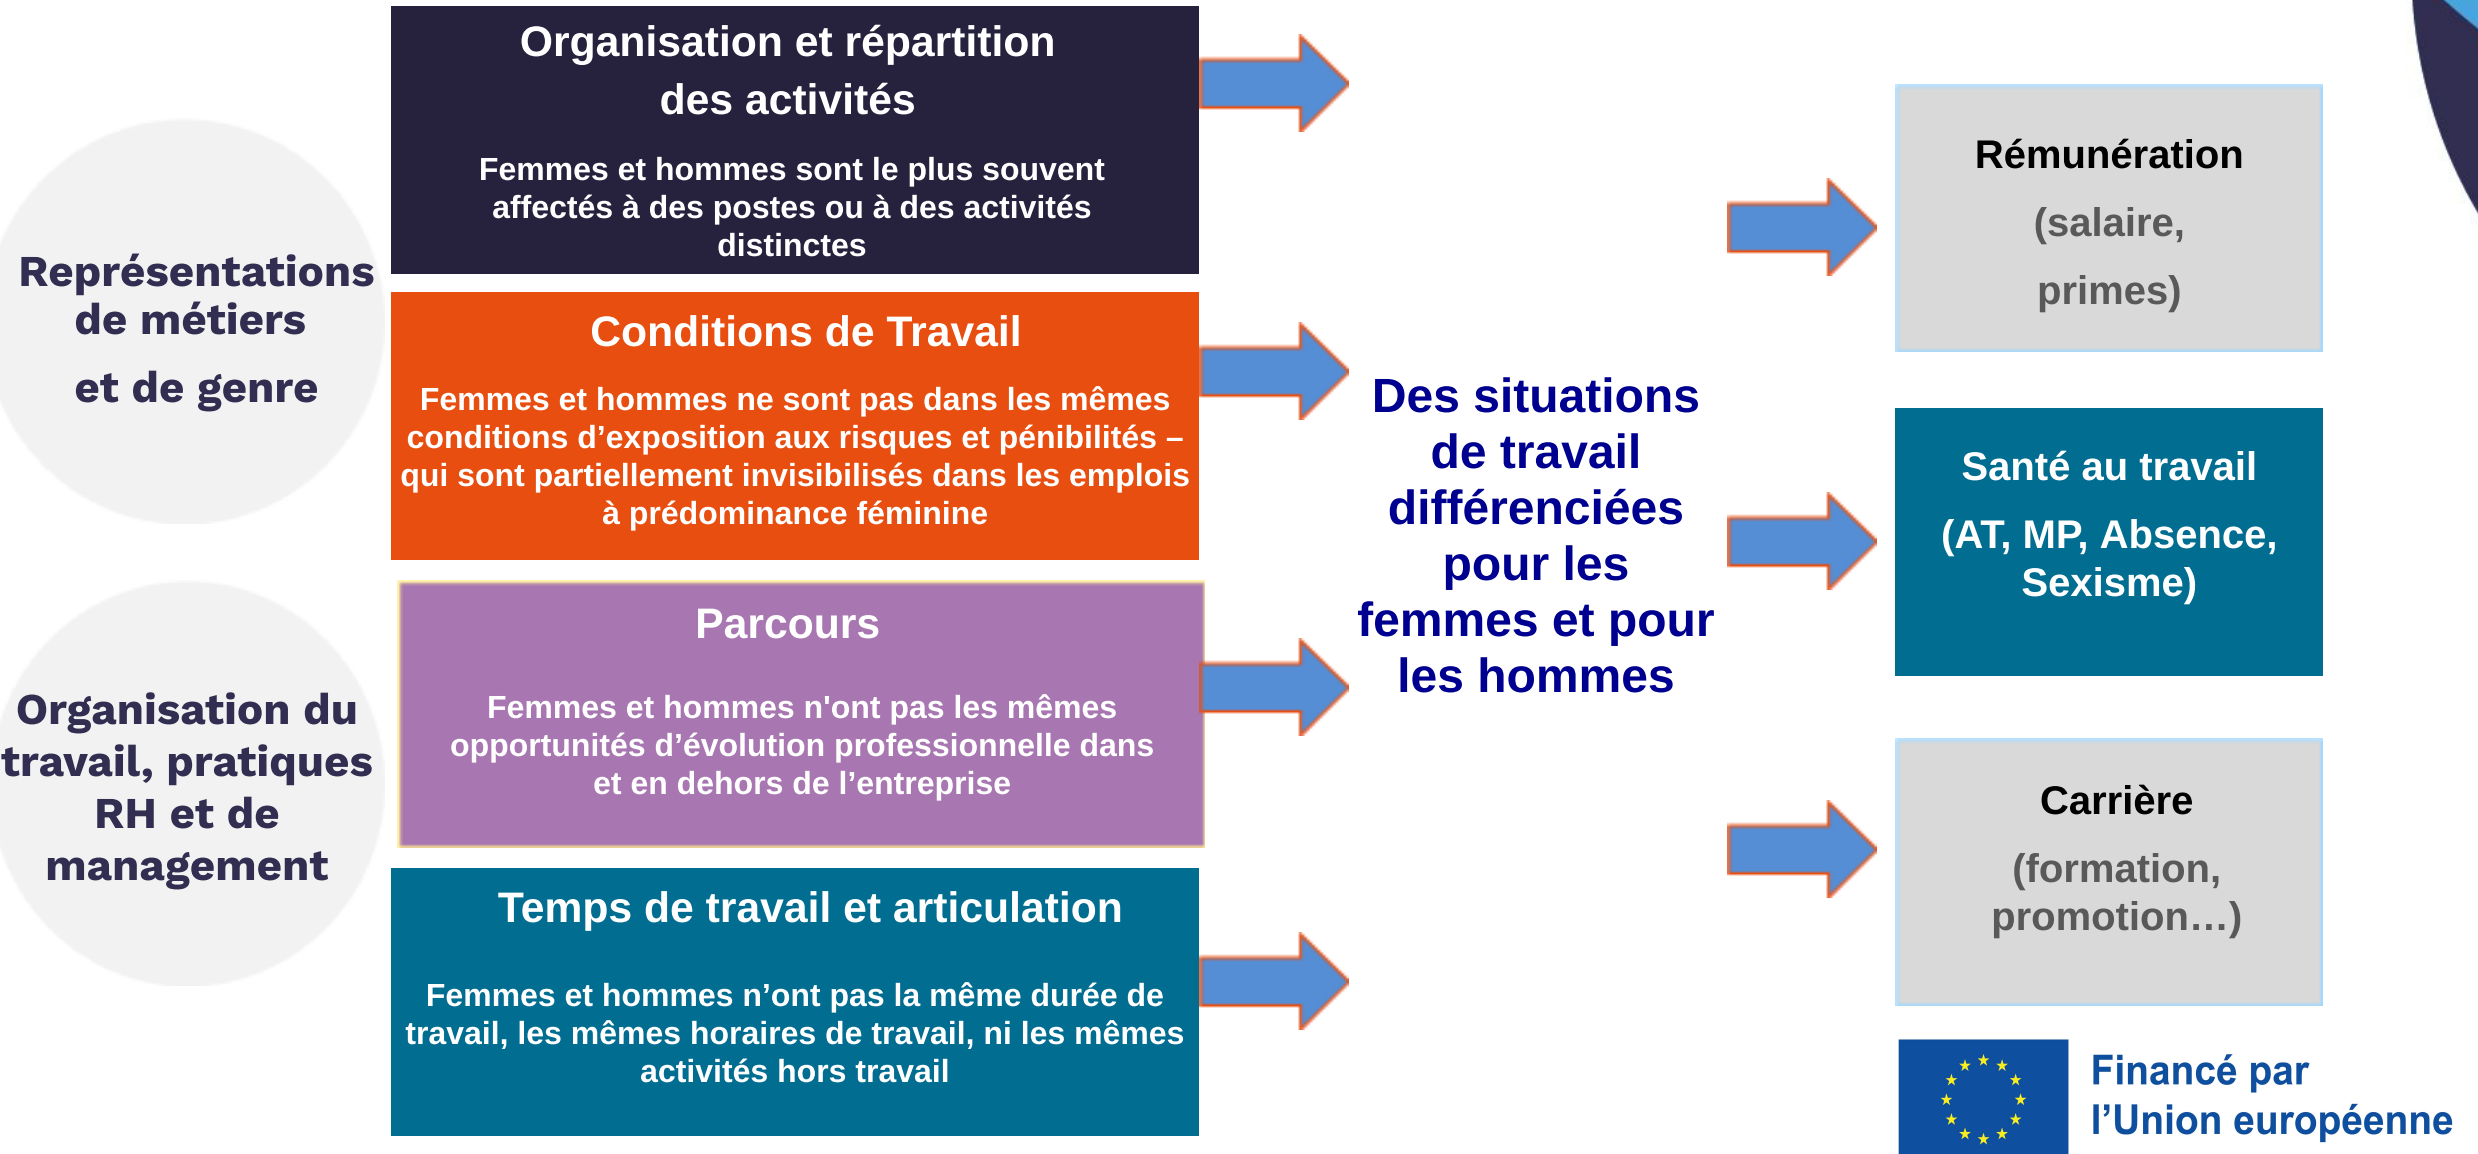 Représentations
de métiers
et de genre
Organisation du
travail, pratiques
RH et de
management
Organisation et répartition
des activités
Femmes et hommes sont le plus souvent
affectés à des postes ou à des activités
distinctes
Conditions de Travail
Femmes et hommes ne sont pas dans les mêmes
conditions d’exposition aux risques et pénibilités –
qui sont partiellement invisibilisés dans les emplois
à prédominance féminine
Parcours
Femmes et hommes n'ont pas les mêmes
opportunités d’évolution professionnelle dans
et en dehors de l’entreprise
Temps de travail et articulation
Femmes et hommes n’ont pas la même durée de
travail, les mêmes horaires de travail, ni les mêmes
activités hors travail
Des situations
de travail
différenciées
pour les
femmes et pour
les hommes
Rémunération
(salaire,
primes)
Santé au travail
(AT, MP, Absence,
Sexisme)
Carrière
(formation,
promotion…)
Financé par
l’Union européenne